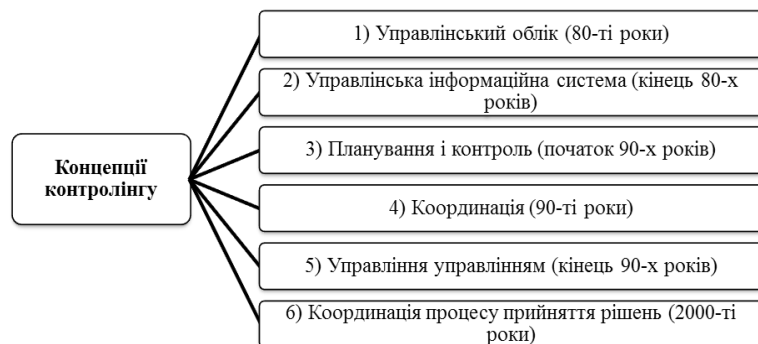 1) Управлінський облік (80-ті роки)
2) Управлінська інформаційна система (кінець 80-х
років)
3) Планування і контроль (початок 90-х років)
Концепції
контролінгу
4) Координація (90-ті роки)
5) Управління управлінням (кінець 90-х років)
6) Координація процесу прийняття рішень (2000-ті
роки)